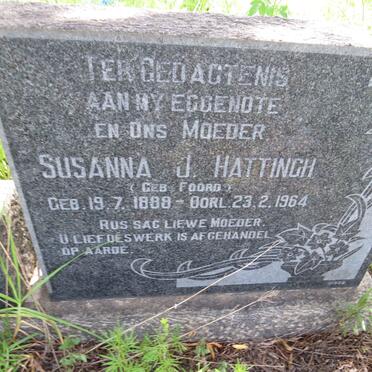 TER GEDAGTENIS
AAN MY EGGENOTE
EN ONS MOEDER
SUSANNA J. HATTINGH
( GEB FOORD )
GEB. 19.7.1888 - OORL. 23.2.1964
RUS SAG LIEWE MOEDER.
U LIEFDESWERK IS AFGEHANDEL
OP AARDE.